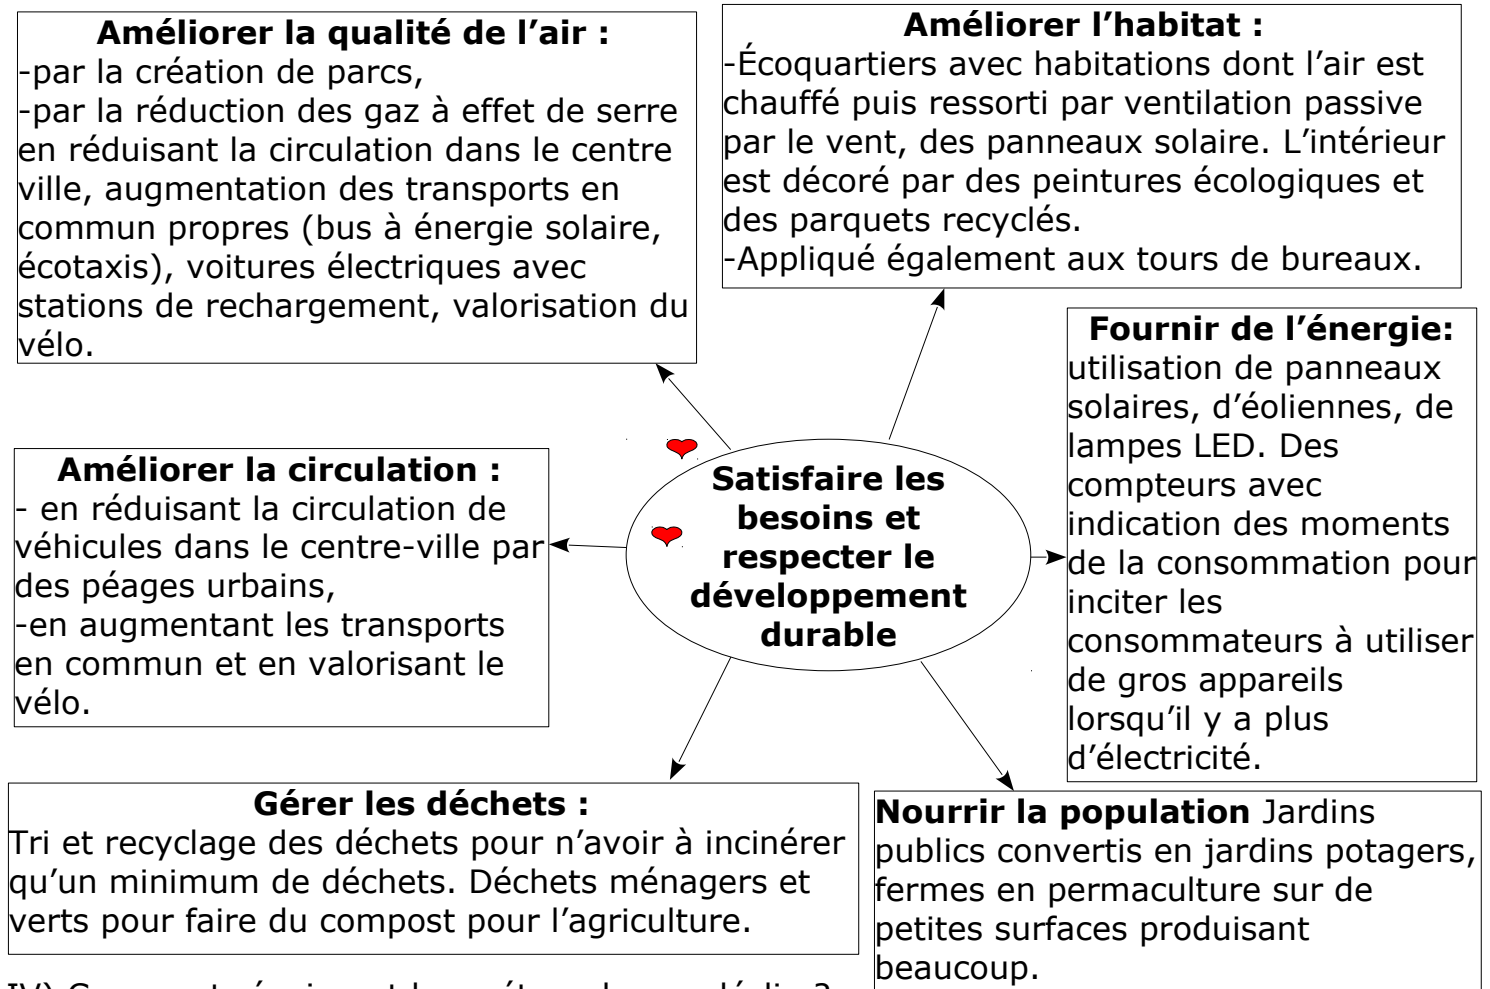 Améliorer la qualité de l’air :
-par la création de parcs,
-par la réduction des gaz à effet de serre
en réduisant la circulation dans le centre
ville, augmentation des transports en
commun propres (bus à énergie solaire,
écotaxis), voitures électriques avec
stations de rechargement, valorisation du
vélo.
Améliorer l’habitat :
-Écoquartiers avec habitations dont l’air est
chauffé puis ressorti par ventilation passive
par le vent, des panneaux solaire. L’intérieur
est décoré par des peintures écologiques et
des parquets recyclés.
-Appliqué également aux tours de bureaux.
Fournir de l’énergie:
utilisation de panneaux
solaires, d’éoliennes, de
lampes LED. Des
compteurs avec
indication des moments
de la consommation pour
inciter les
consommateurs à utiliser
de gros appareils
lorsqu’il y a plus
d’électricité.
Améliorer la circulation :
- en réduisant la circulation de
véhicules dans le centre-ville par
des péages urbains,
-en augmentant les transports
en commun et en valorisant le
vélo.
Satisfaire les
besoins et
respecter le
développement
durable
Gérer les déchets :
Tri et recyclage des déchets pour n’avoir à incinérer
qu’un minimum de déchets. Déchets ménagers et
verts pour faire du compost pour l’agriculture.
Nourrir la population Jardins
publics convertis en jardins potagers,
fermes en permaculture sur de
petites surfaces produisant
beaucoup.